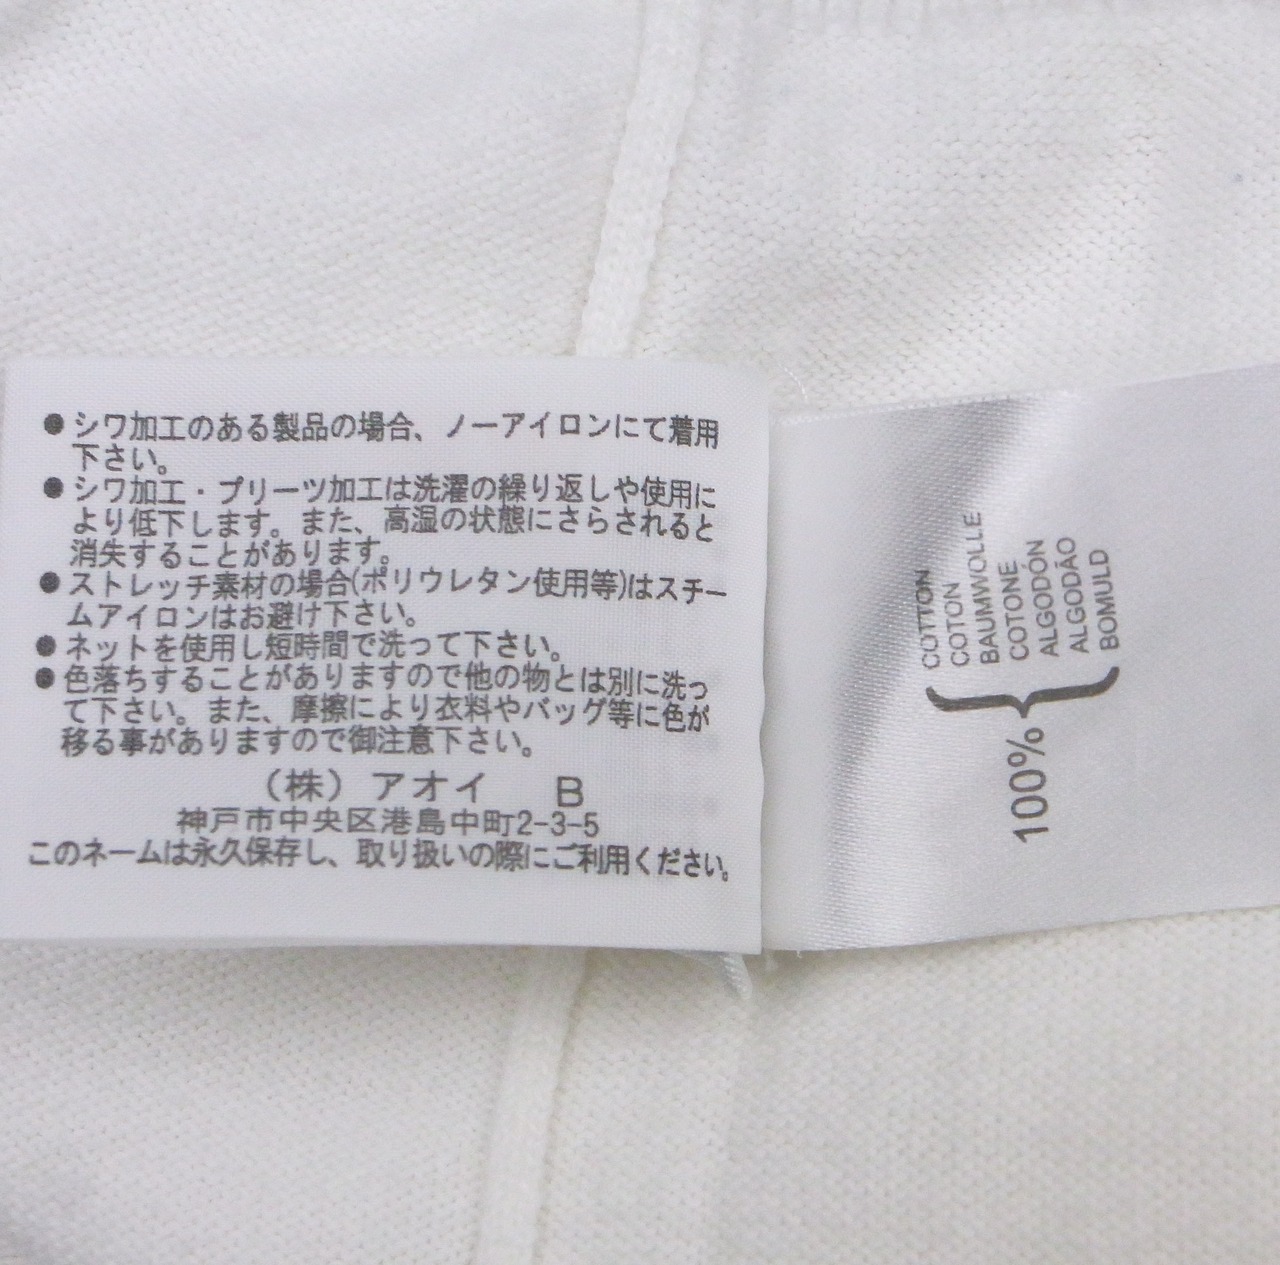 ●シワ加工のある製品の場合、ノーアイロンにて着用
下さい。
●シワ加工・プリーツ加工は洗濯の繰り返しや使用に
より低下します。また、高湿の状態にさらされると
消失することがあります。
●ストレッチ素材の場合(ポリウレタン使用等)はスチー
ムアイロンはお避け下さい。
●ネットを使用し短時間で洗って下さい。
●色落ちすることがありますので他の物とは別に洗っ
て下さい。また、摩擦により衣料やバッグ等に色が
移る事がありますので御注意下さい。
（株）アオイ B
神戸市中央区港島中町2-3-5
このネームは永久保存し、取り扱いの際にご利用ください。
100%
COTTON
COTON
BAUMWOLLE
COTONE
ALGODÓN
ALGODÃO
BOMULD